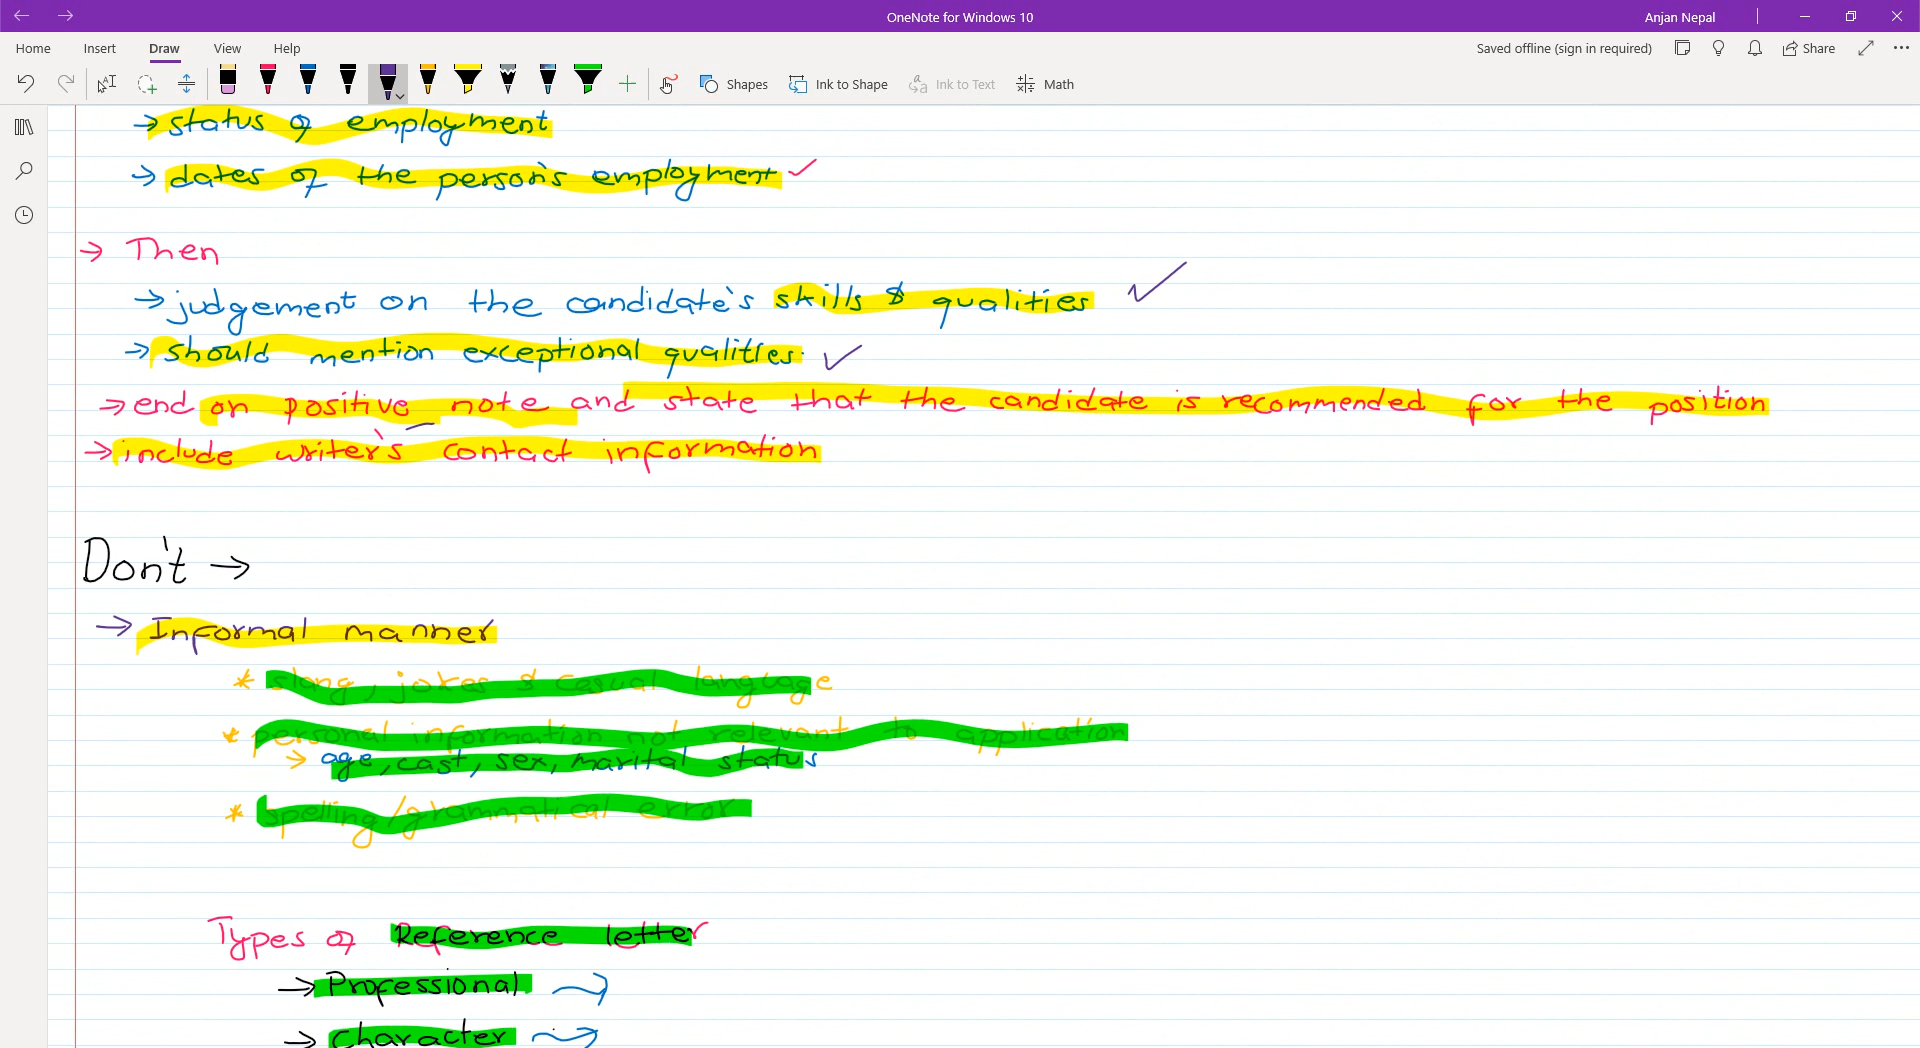 OneNote for Windows 10
Anjan Nepal
Home Insert Draw View Help
Saved offline (sign in required)
Share
Shapes
Ink to Shape
Ink to Text
Math
→ status of employment
→ dates of the person's employment ✓
→ Then
→ judgement on the candidate's skills & qualities ✓
→ should mention exceptional qualities. ✓
→ end on positive note and state that the candidate is recommended for the position
→ include writer's contact information
Don't →
→ Informal manner
* slang, jokes & casual language
* personal information not relevant to application
→ age, cast, sex, marital status
* spelling/grammatical error
Types of Reference letter
→ Professional →
→ character →